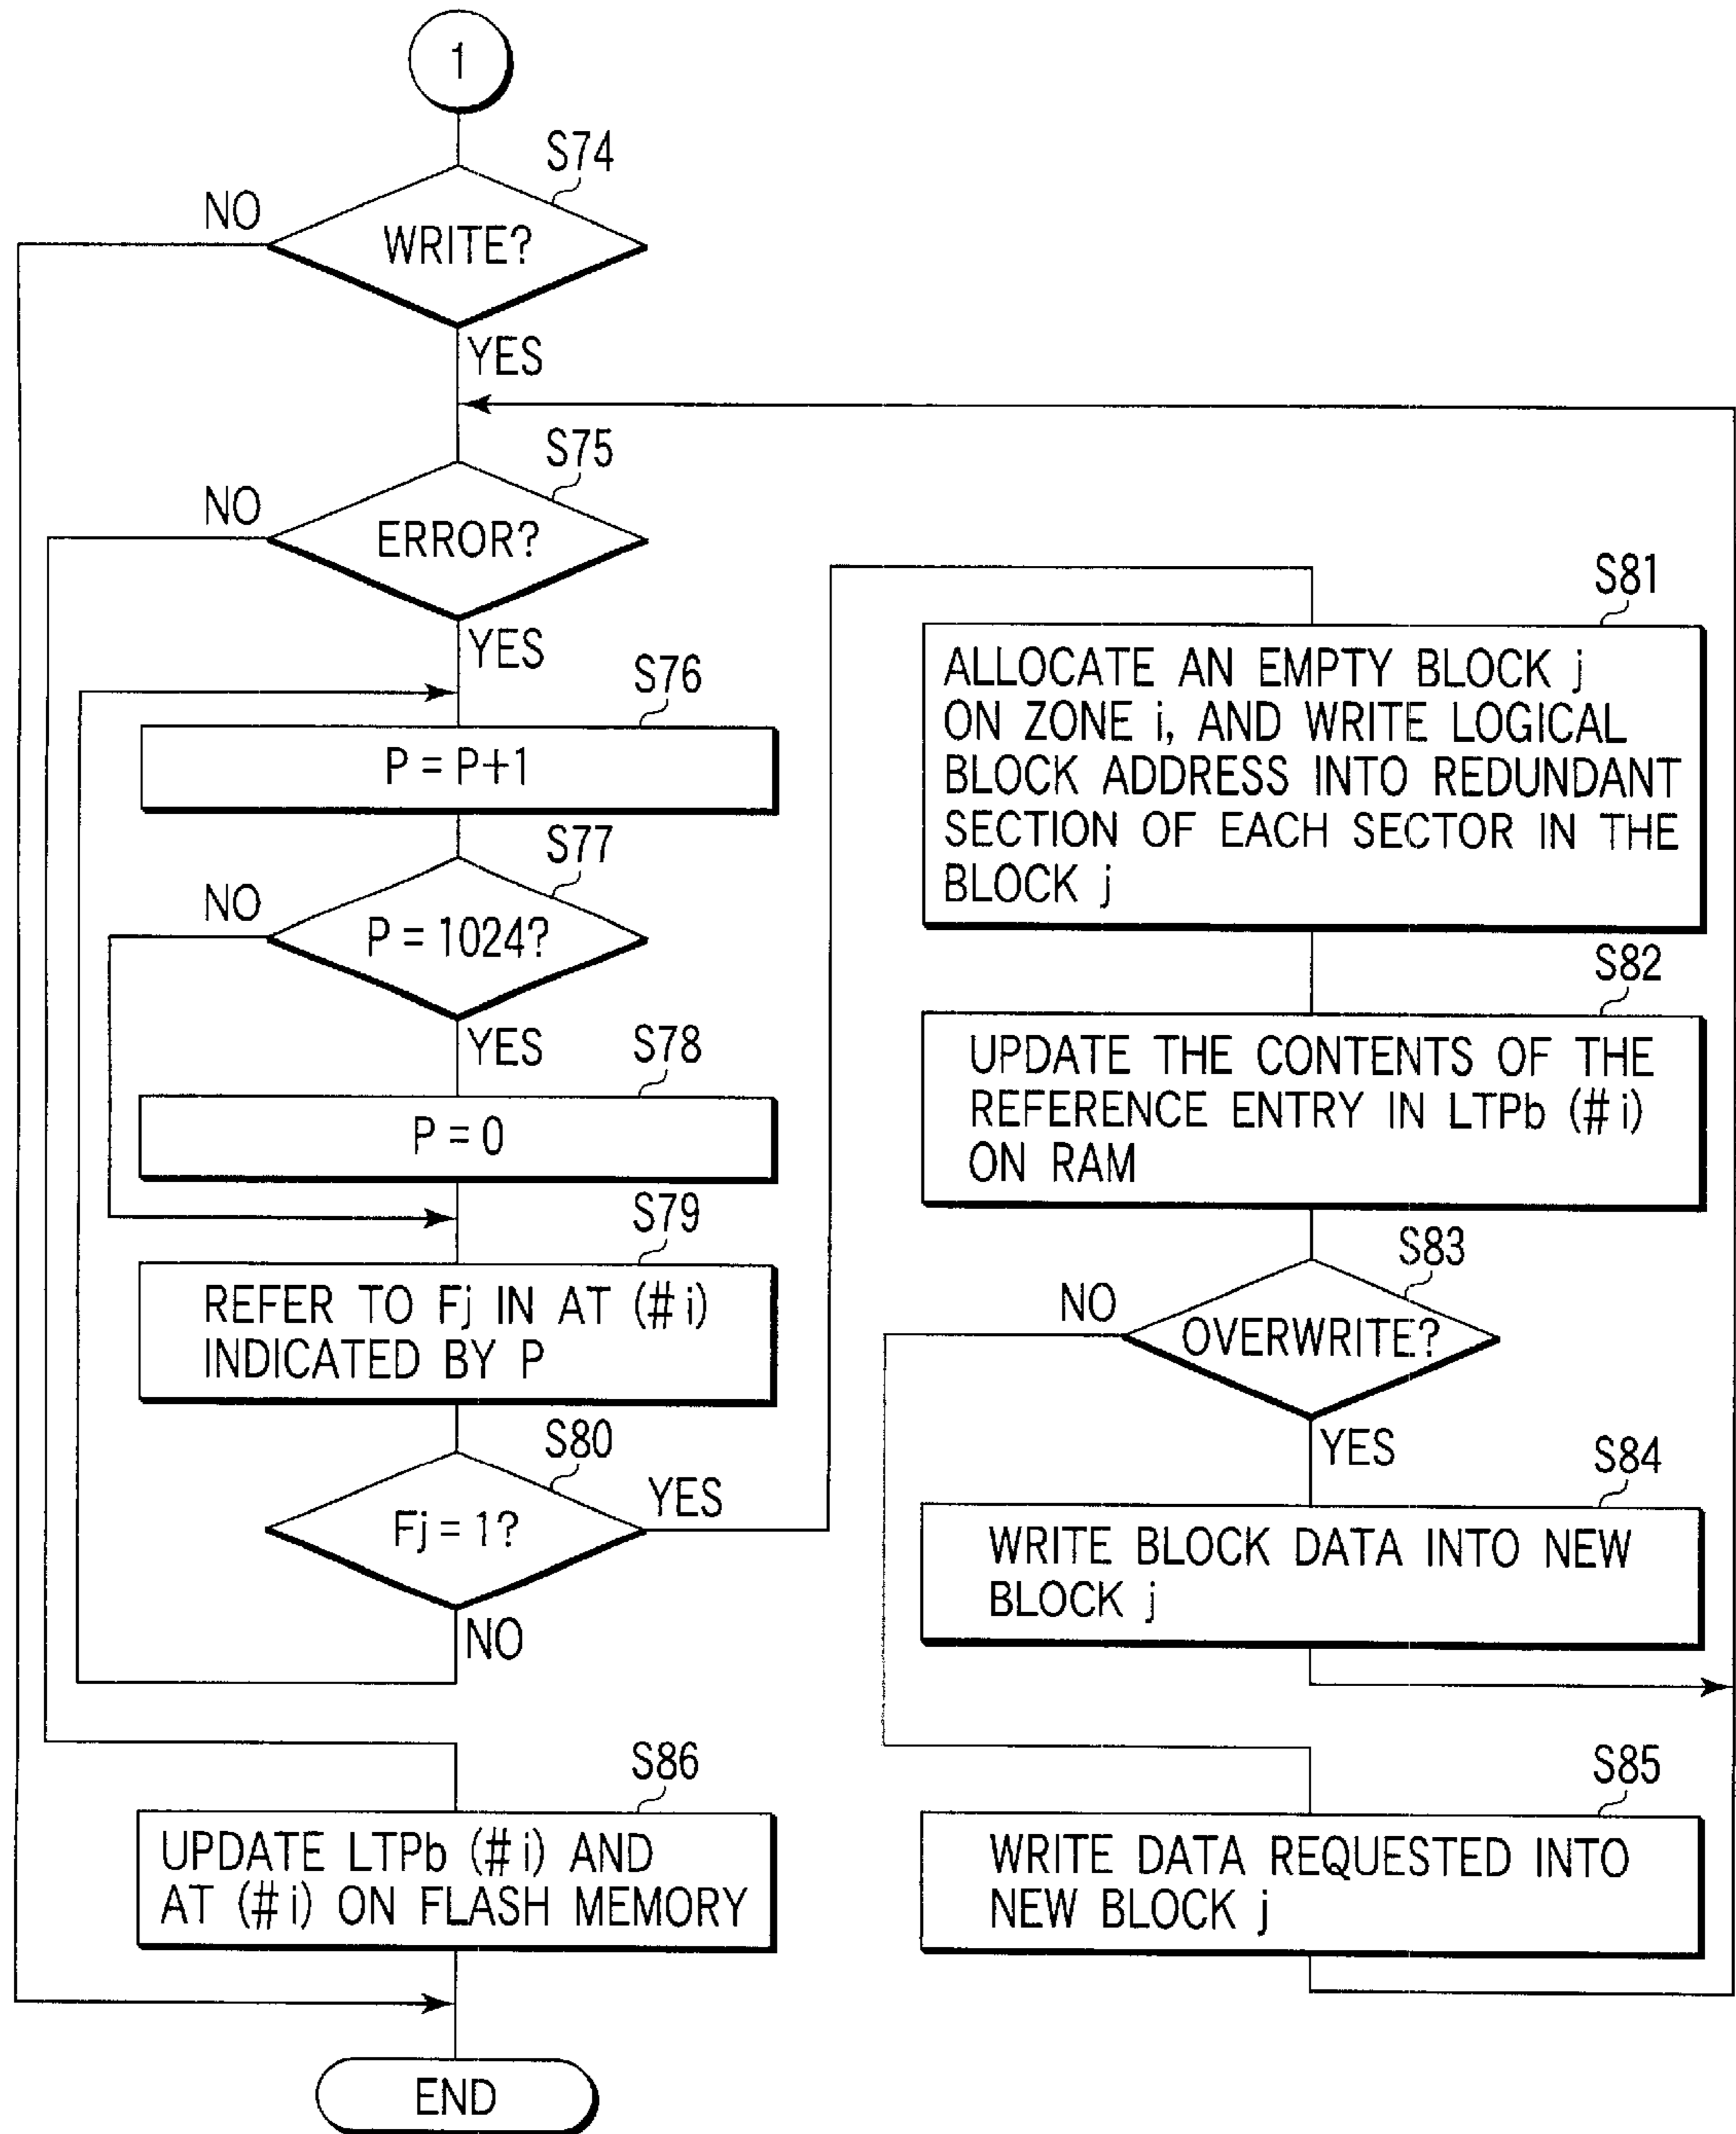 1
S74
NO
WRITE?
YES
S75
NO
ERROR?
YES
S76
P = P+1
S77
NO
P = 1024?
YES
S78
P = 0
S79
REFER TO Fj IN AT (# i)
INDICATED BY P
S80
YES
Fj = 1?
NO
S81
ALLOCATE AN EMPTY BLOCK j
ON ZONE i, AND WRITE LOGICAL
BLOCK ADDRESS INTO REDUNDANT
SECTION OF EACH SECTOR IN THE
BLOCK j
S82
UPDATE THE CONTENTS OF THE
REFERENCE ENTRY IN LTPb (# i)
ON RAM
S83
NO
OVERWRITE?
YES
S84
WRITE BLOCK DATA INTO NEW
BLOCK j
S85
WRITE DATA REQUESTED INTO
NEW BLOCK j
S86
UPDATE LTPb (# i) AND
AT (# i) ON FLASH MEMORY
END